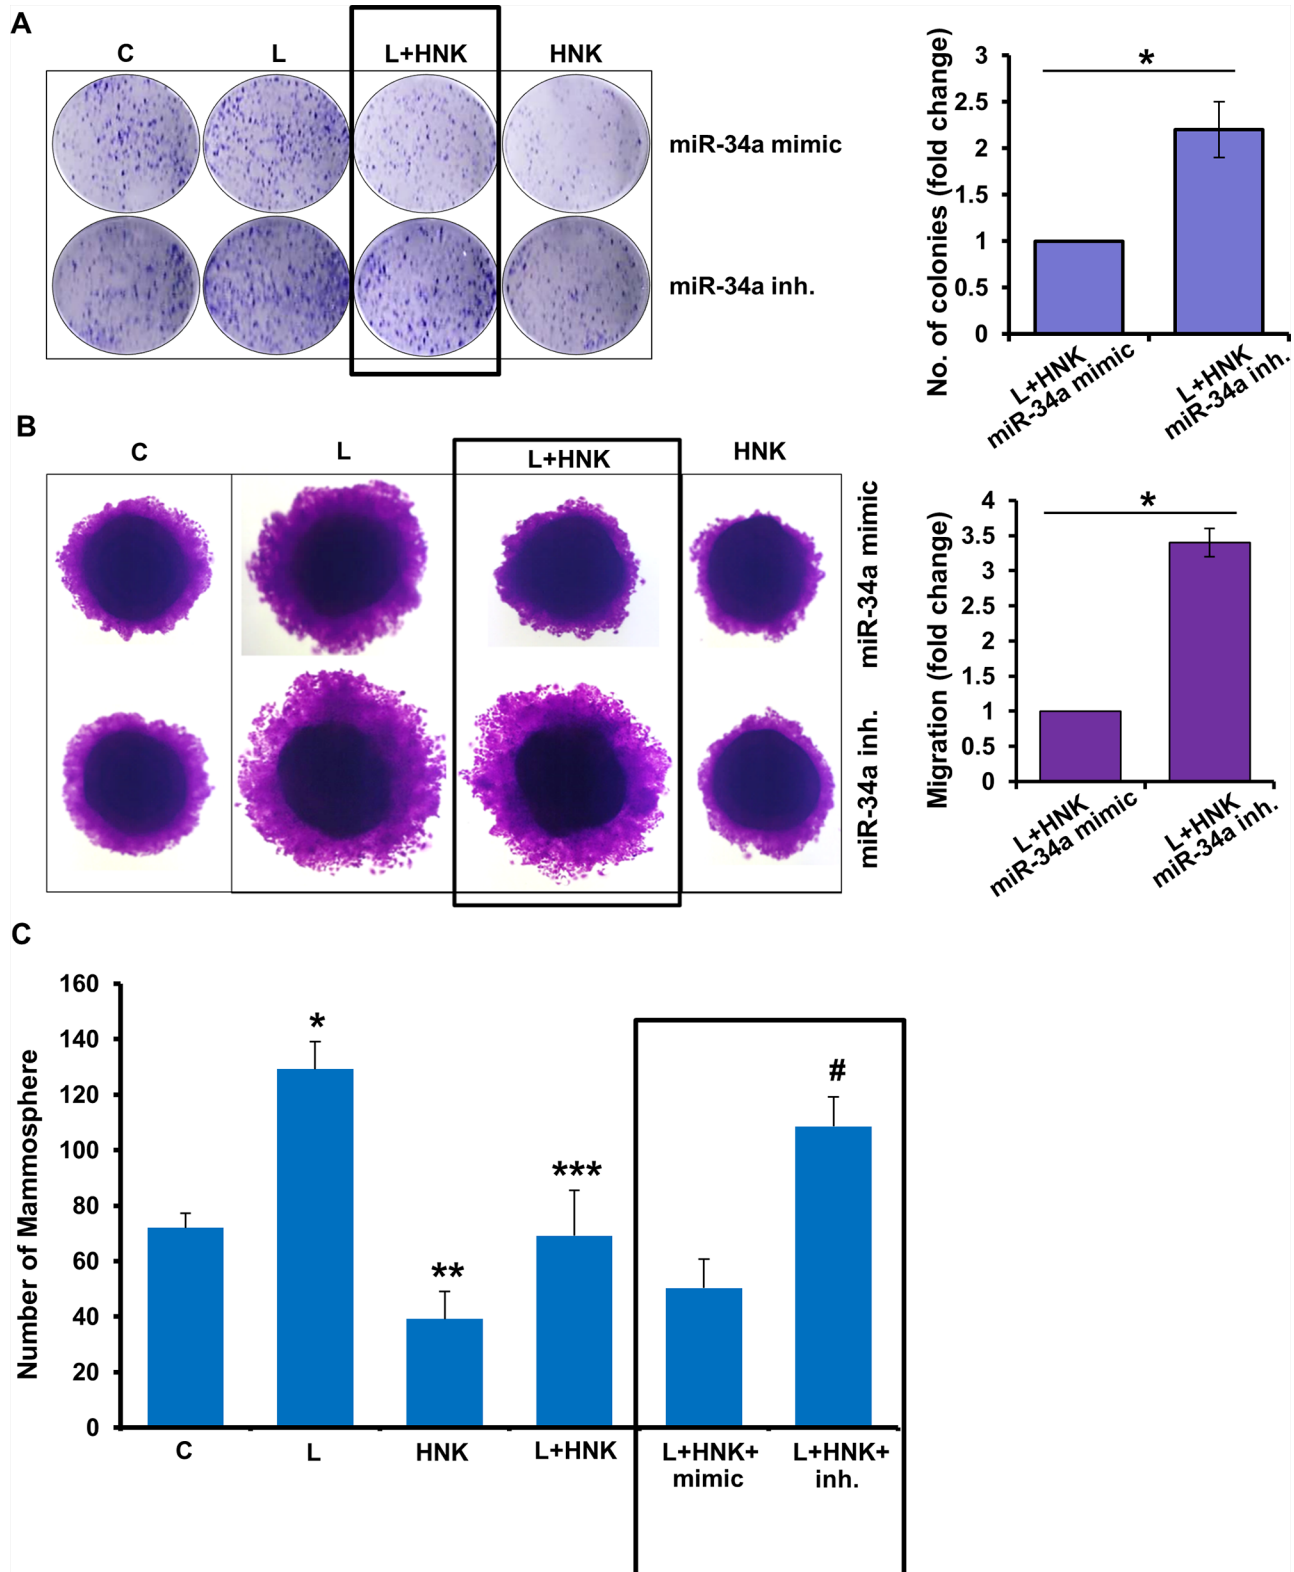 A
C
L
L+HNK
HNK
miR-34a mimic
miR-34a inh.
No. of colonies (fold change)
3
2.5
2
1.5
1
0.5
0
*
L+HNK
miR-34a mimic
L+HNK
miR-34a inh.
B
C
L
L+HNK
HNK
miR-34a mimic
miR-34a inh.
Migration (fold change)
4
3.5
3
2.5
2
1.5
1
0.5
0
*
L+HNK
miR-34a mimic
L+HNK
miR-34a inh.
C
Number of Mammosphere
160
140
120
100
80
60
40
20
0
*
**
***
#
C
L
HNK
L+HNK
L+HNK+
mimic
L+HNK+
inh.